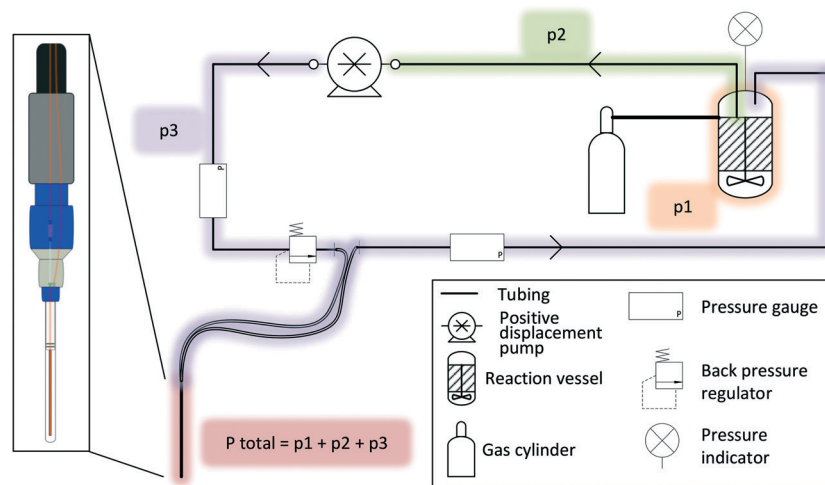 p2
p3
P
p1
P
P total = p1 + p2 + p3
Tubing
Positive
displacement
pump
Reaction vessel
Gas cylinder
P
Pressure gauge
Back pressure
regulator
Pressure
indicator